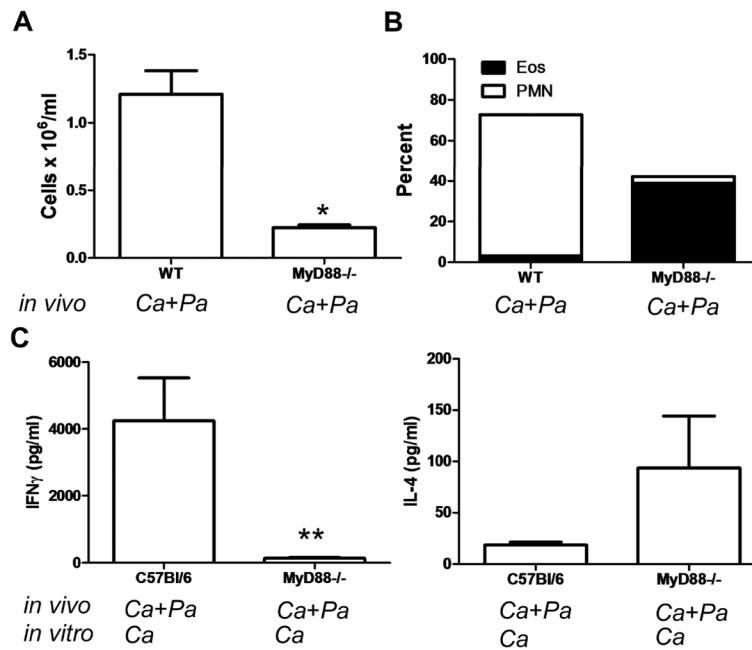 A
Cells x 10⁶/ml
1.5
1.0
0.5
0.0
*
WT
MyD88-/-
in vivo
Ca+Pa
Ca+Pa
B
Percent
100
80
60
40
20
0
Eos
PMN
WT
MyD88-/-
Ca+Pa
Ca+Pa
C
IFNγ (pg/ml)
6000
4000
2000
0
**
C57Bl/6
MyD88-/-
in vivo
Ca+Pa
Ca+Pa
in vitro
Ca
Ca
IL-4 (pg/ml)
200
150
100
50
0
C57Bl/6
MyD88-/-
Ca+Pa
Ca+Pa
Ca
Ca